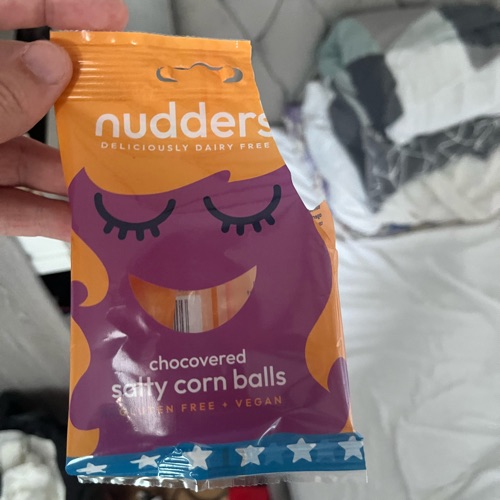 nudders
DELICIOUSLY DAIRY FREE
chocovered
salty corn balls
GLUTEN FREE + VEGAN